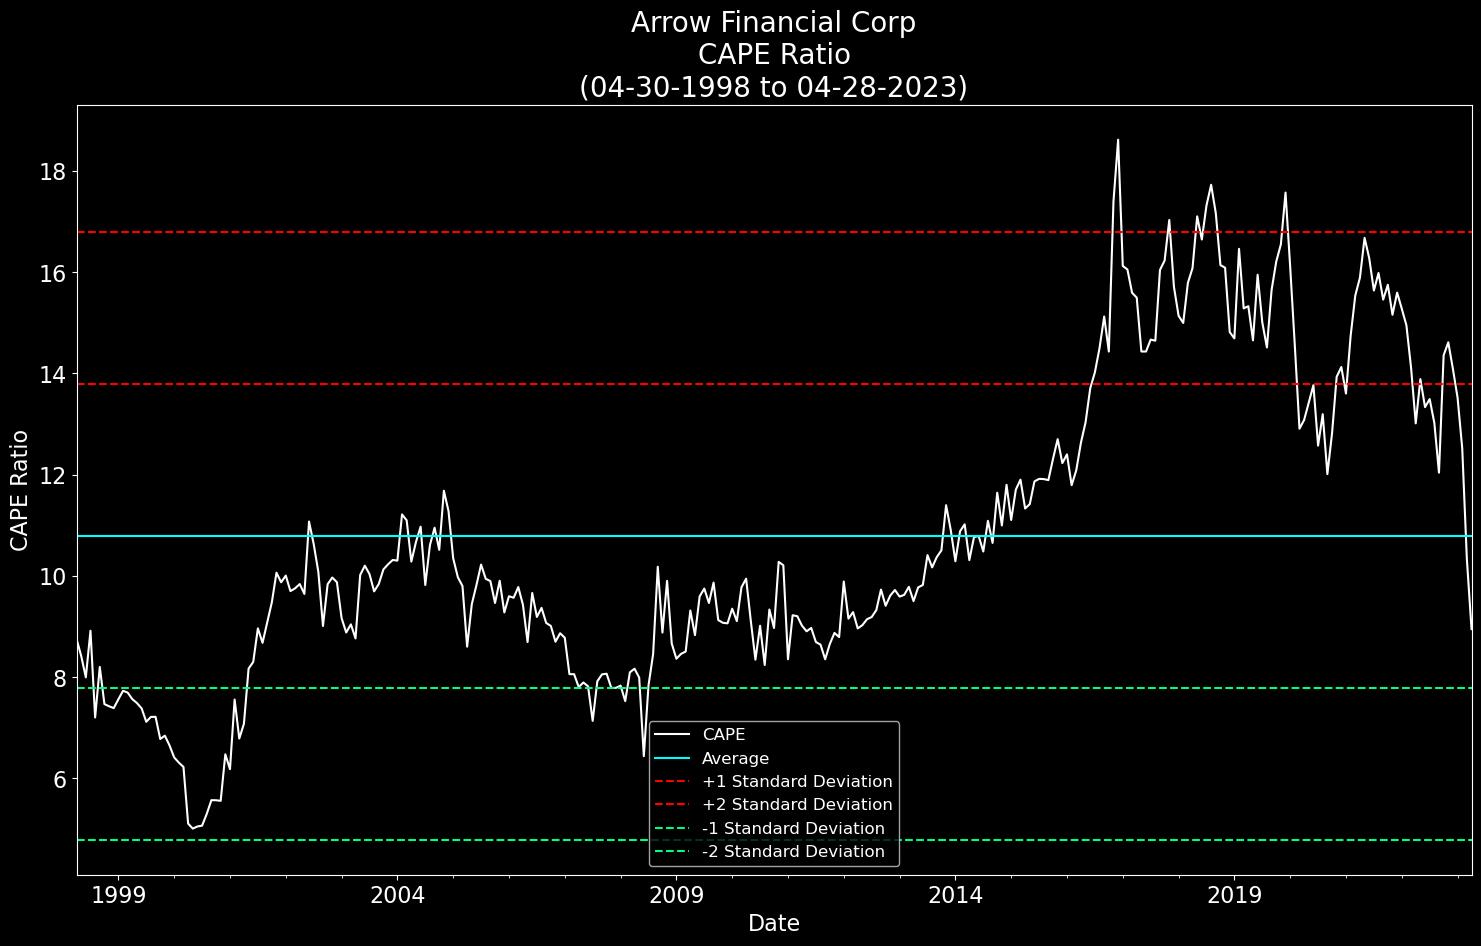 Arrow Financial Corp
CAPE Ratio
(04-30-1998 to 04-28-2023)
CAPE Ratio
18
16
14
12
10
8
6
CAPE
Average
+1 Standard Deviation
+2 Standard Deviation
-1 Standard Deviation
-2 Standard Deviation
1999 2004 2009 2014 2019
Date